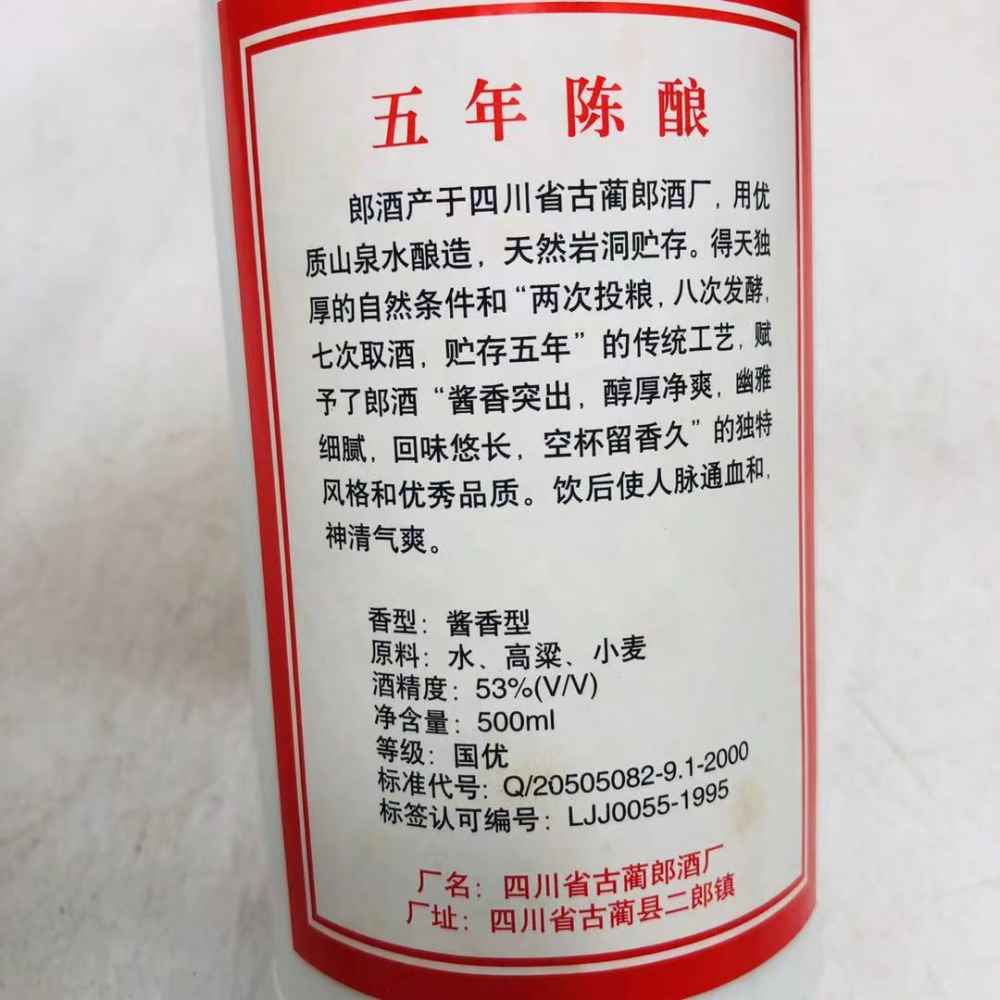 五年陈酿
郎酒产于四川省古蔺郎酒厂，用优
质山泉水酿造，天然岩洞贮存。得天独
厚的自然条件和“两次投粮，八次发酵，
七次取酒，贮存五年”的传统工艺，赋
予了郎酒“酱香突出，醇厚净爽，幽雅
细腻，回味悠长，空杯留香久”的独特
风格和优秀品质。饮后使人脉通血和，
神清气爽。
香型：酱香型
原料：水、高粱、小麦
酒精度：53%(V/V)
净含量：500ml
等级：国优
标准代号：Q/20505082-9.1-2000
标签认可编号：LJJ0055-1995
厂名：四川省古蔺郎酒厂
厂址：四川省古蔺县二郎镇